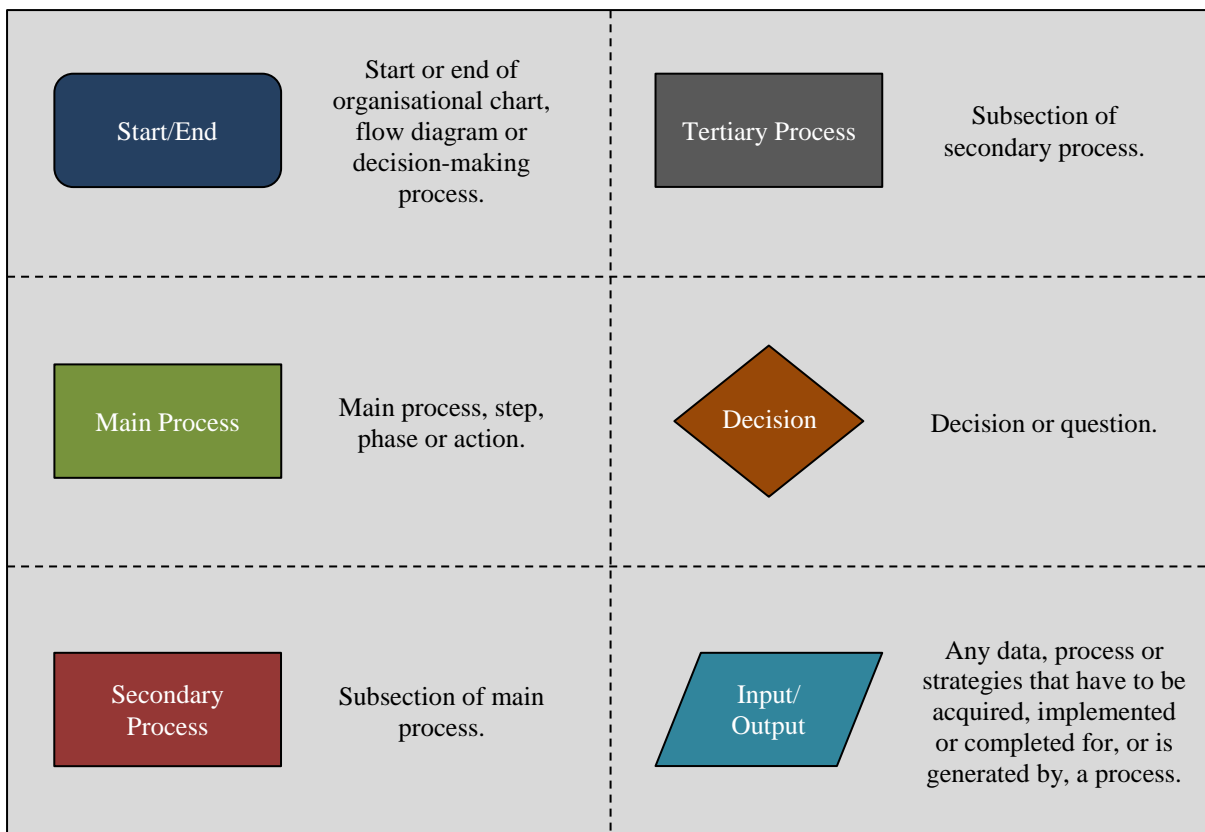 Start/End
Start or end of
organisational chart,
flow diagram or
decision-making
process.
Tertiary Process
Subsection of
secondary process.
Main Process
Main process, step,
phase or action.
Decision
Decision or question.
Secondary
Process
Subsection of main
process.
Input/
Output
Any data, process or
strategies that have to be
acquired, implemented
or completed for, or is
generated by, a process.